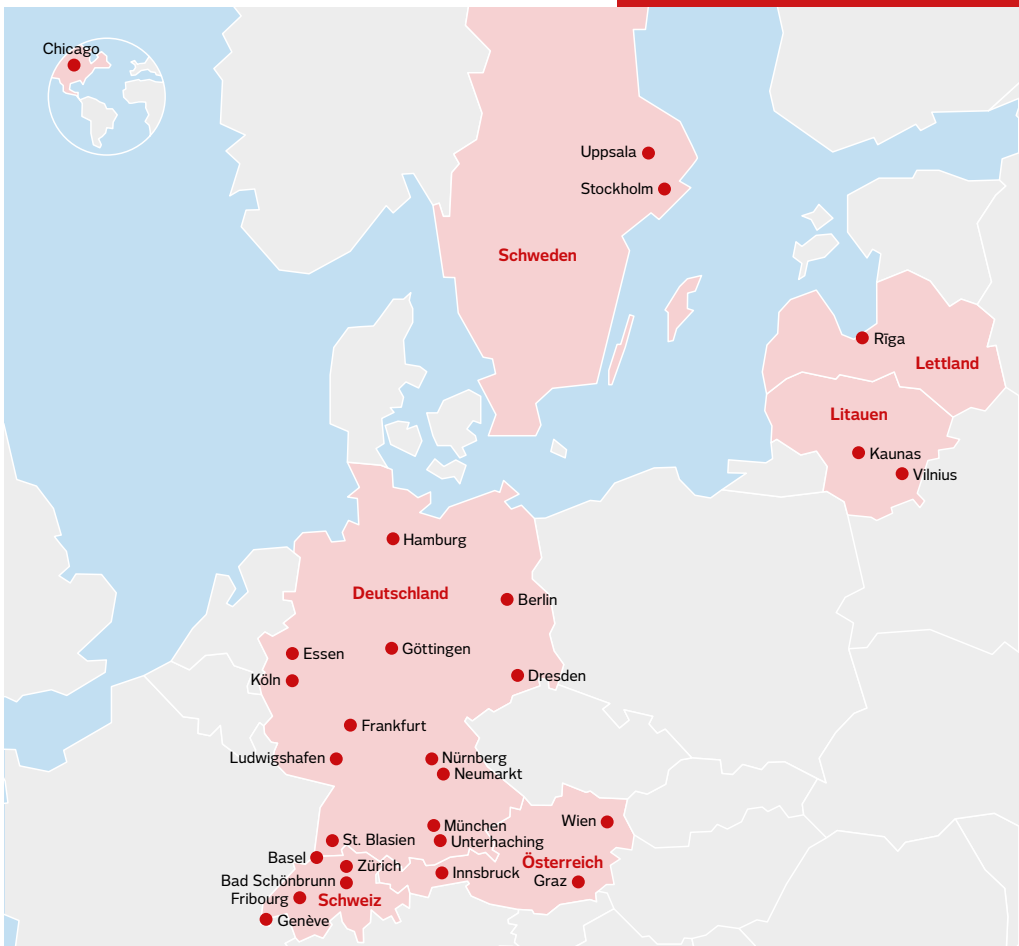 Chicago
Uppsala
Stockholm
Schweden
Rīga
Lettland
Litauen
Kaunas
Vilnius
Hamburg
Deutschland
Berlin
Göttingen
Essen
Köln
Dresden
Frankfurt
Ludwigshafen
Nürnberg
Neumarkt
Wien
München
St. Blasien
Unterhaching
Basel
Zürich
Österreich
Innsbruck
Bad Schönbrunn
Graz
Fribourg
Schweiz
Genève